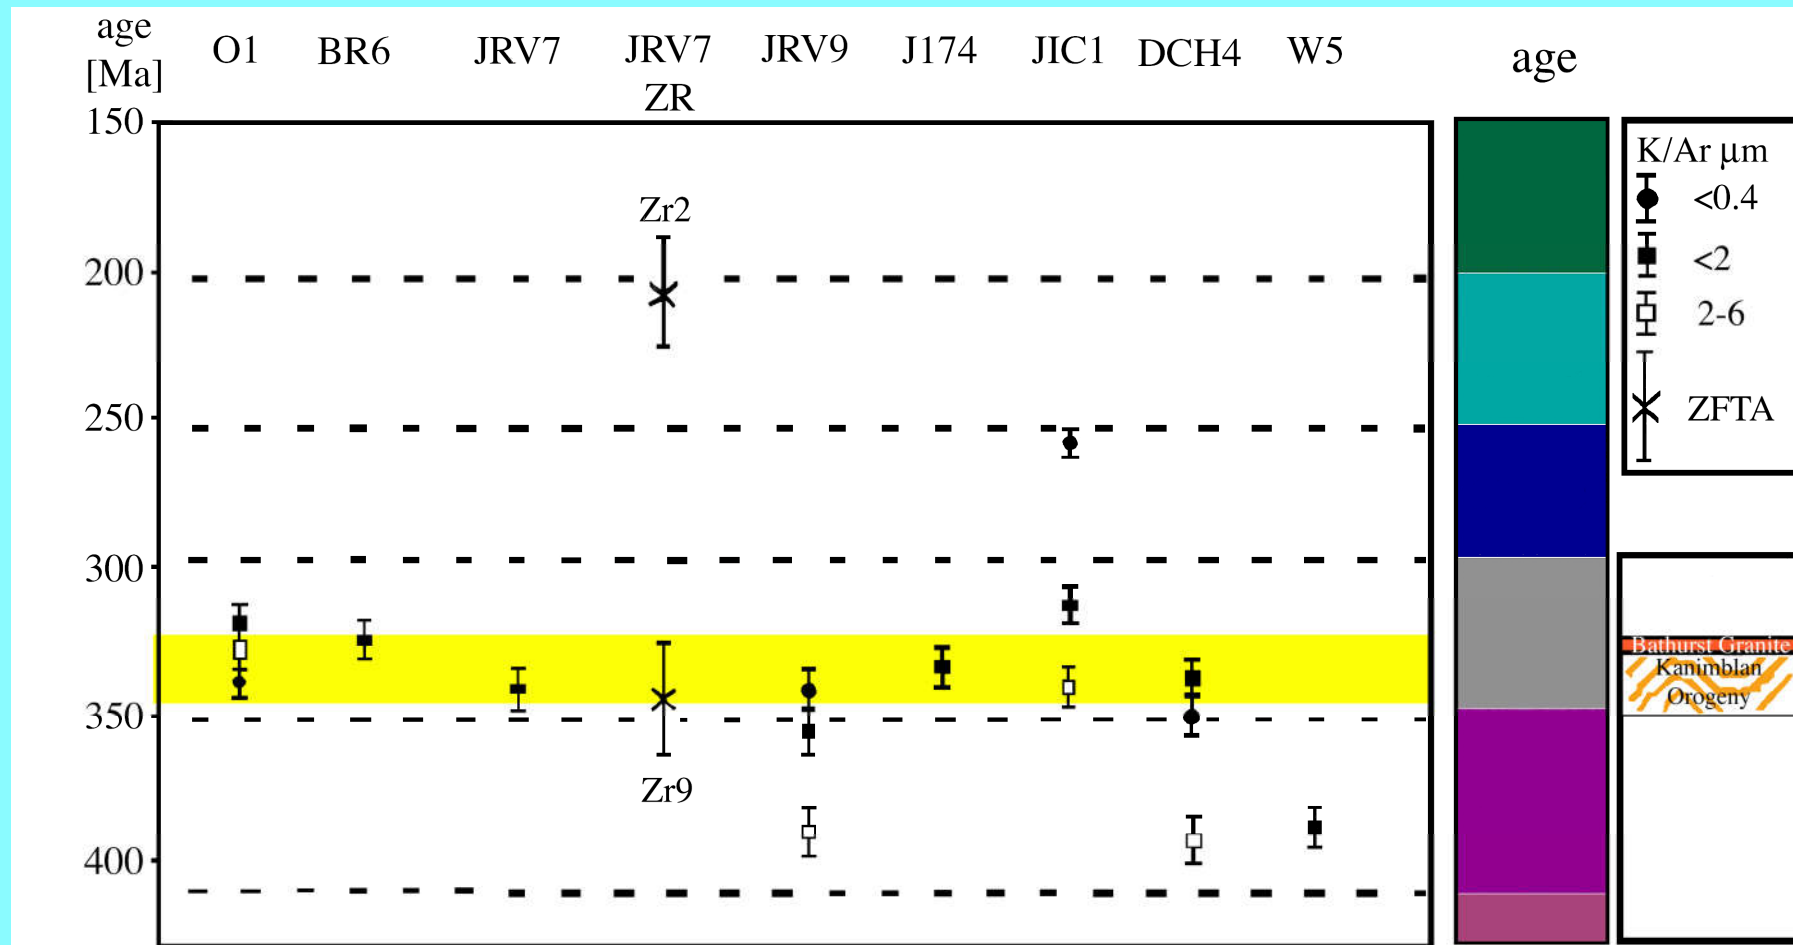 age
[Ma]
O1 BR6 JRV7 JRV7 JRV9 J174 JIC1 DCH4 W5
ZR
age
150
200
250
300
350
400
Zr2
Zr9
K/Ar μm
<0.4
<2
2-6
ZFTA
Bathurst Granite
Kanimblan
Orogeny